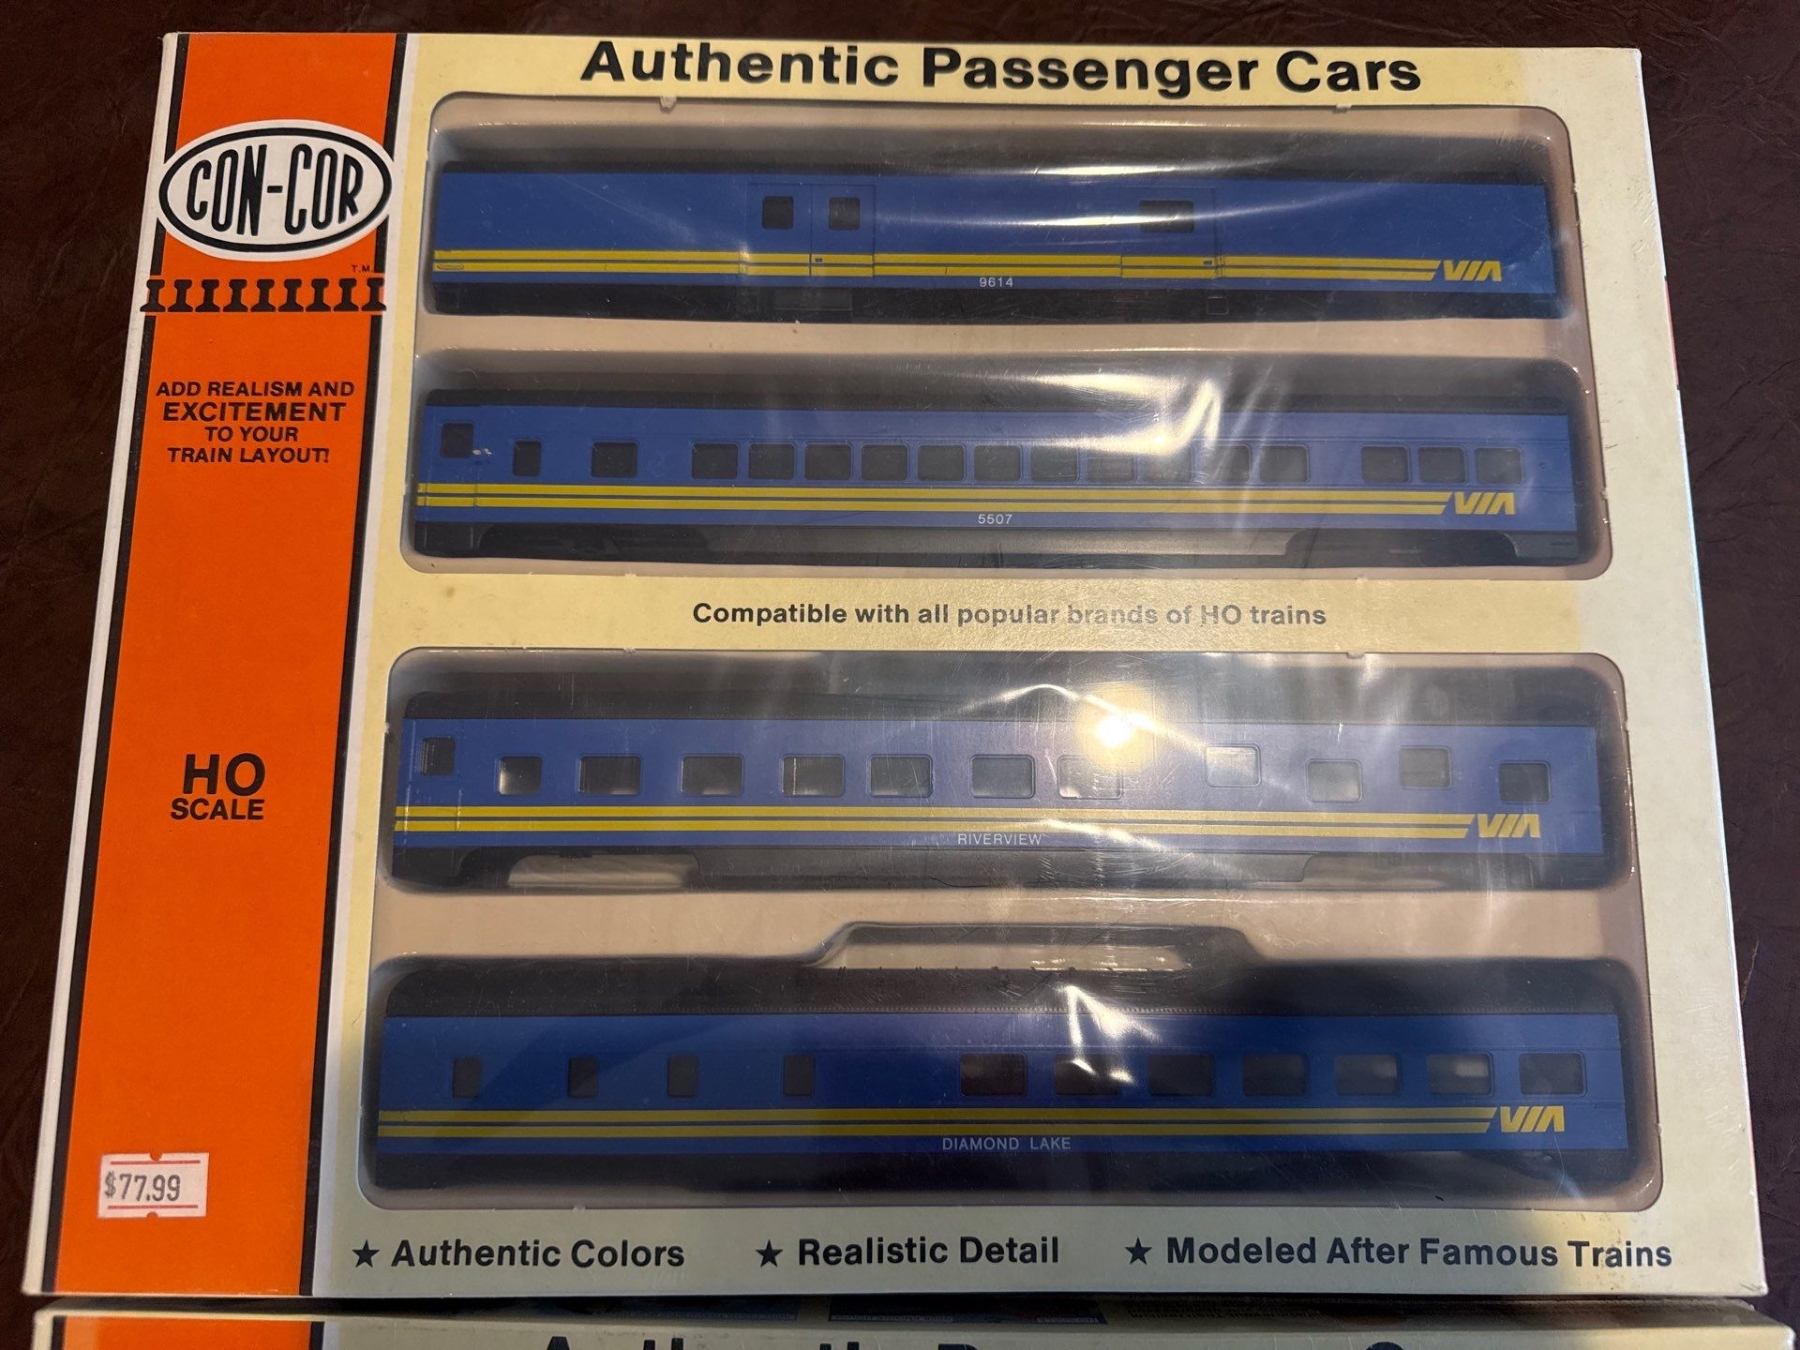 Authentic Passenger Cars
CON-COR
T.M.
ADD REALISM AND
EXCITEMENT
TO YOUR
TRAIN LAYOUT!
HO
SCALE
$77.99
VIA
9614
VIA
5507
Compatible with all popular brands of HO trains
VIA
RIVERVIEW
VIA
DIAMOND LAKE
★ Authentic Colors ★ Realistic Detail ★ Modeled After Famous Trains